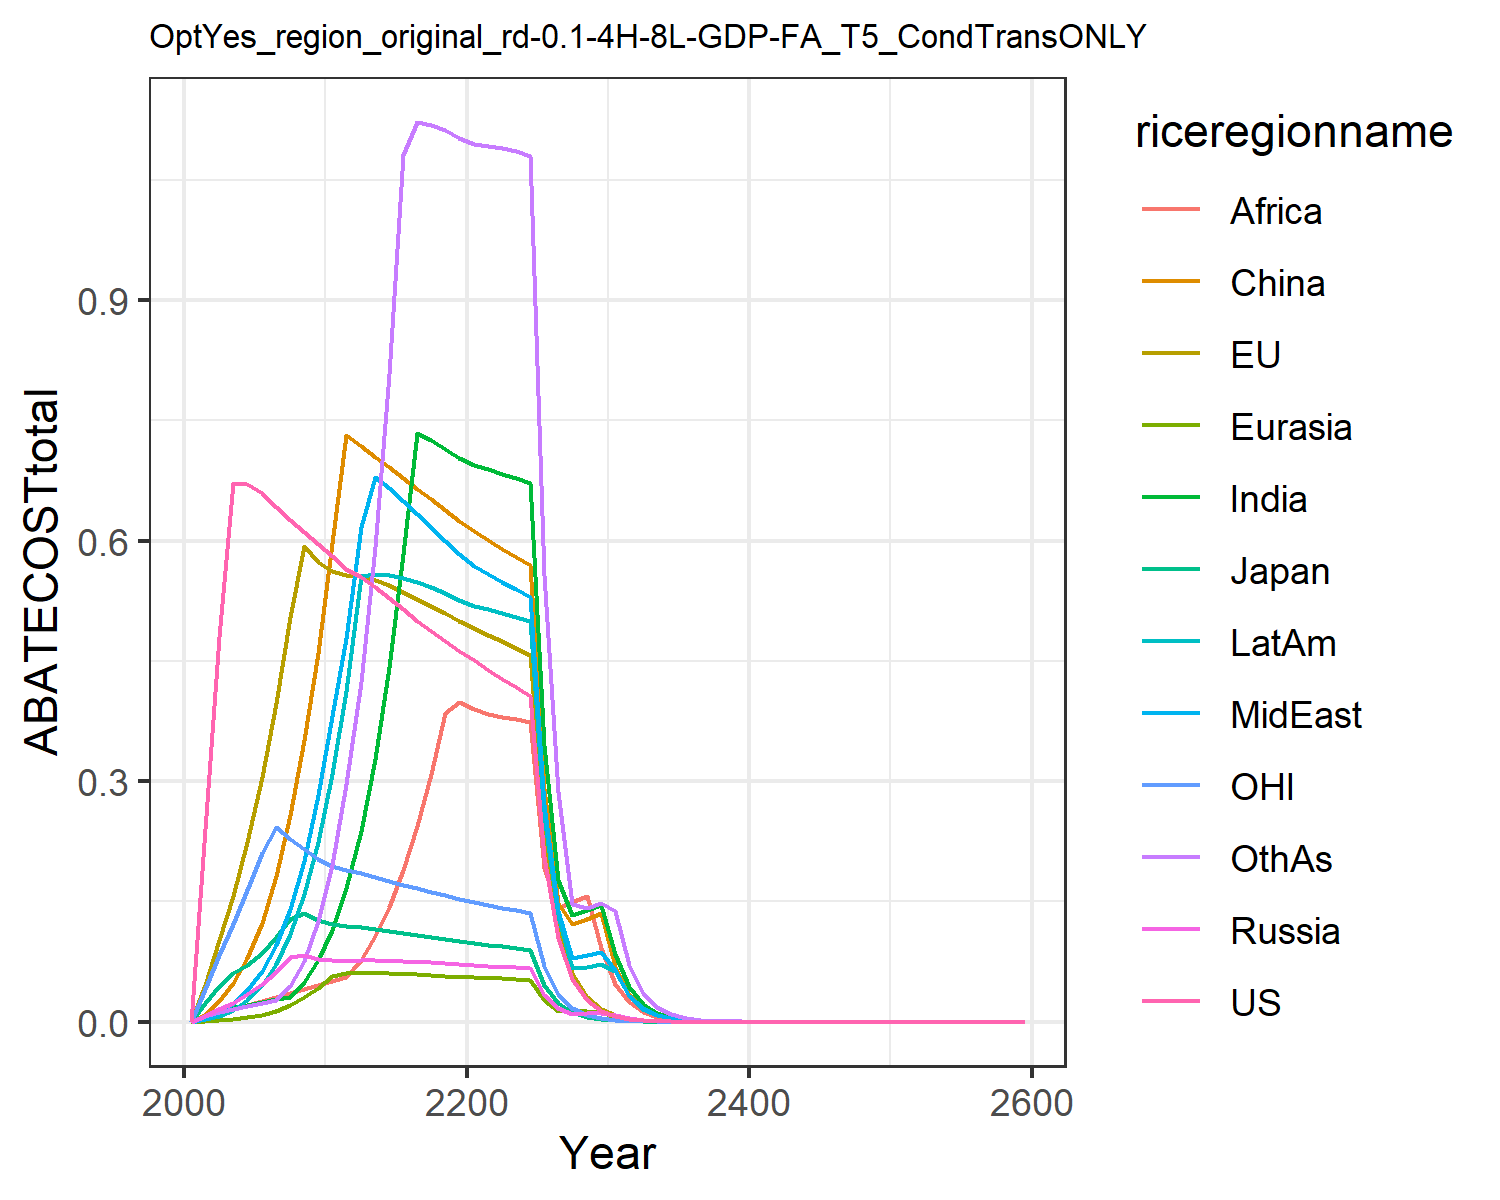 OptYes_region_original_rd-0.1-4H-8L-GDP-FA_T5_CondTransONLY
ABATECOSTtotal
0.9
0.6
0.3
0.0
2000
2200
2400
2600
Year
riceregionname
Africa
China
EU
Eurasia
India
Japan
LatAm
MidEast
OHI
OthAs
Russia
US